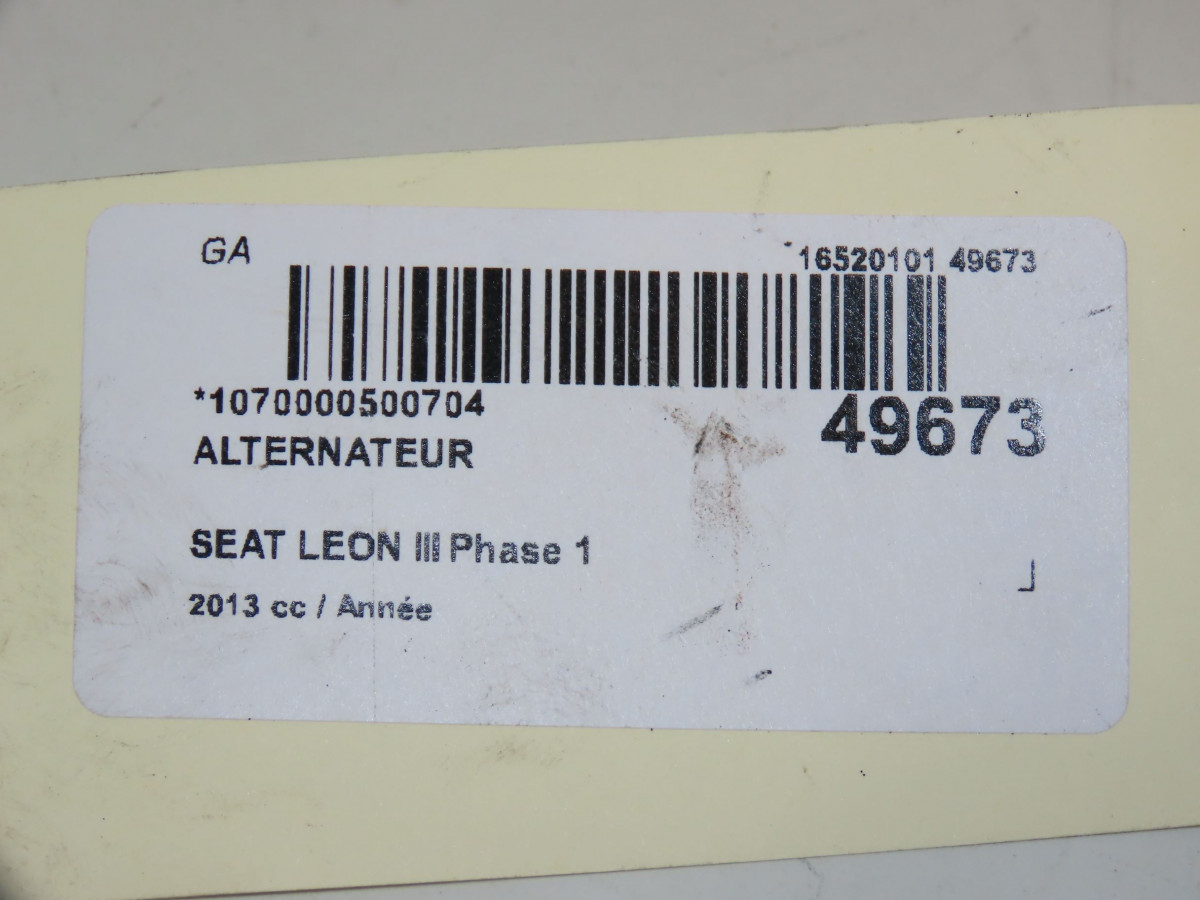 GA
16520101 49673
*1070000500704
49673
ALTERNATEUR
SEAT LEON III Phase 1
2013 cc / Année